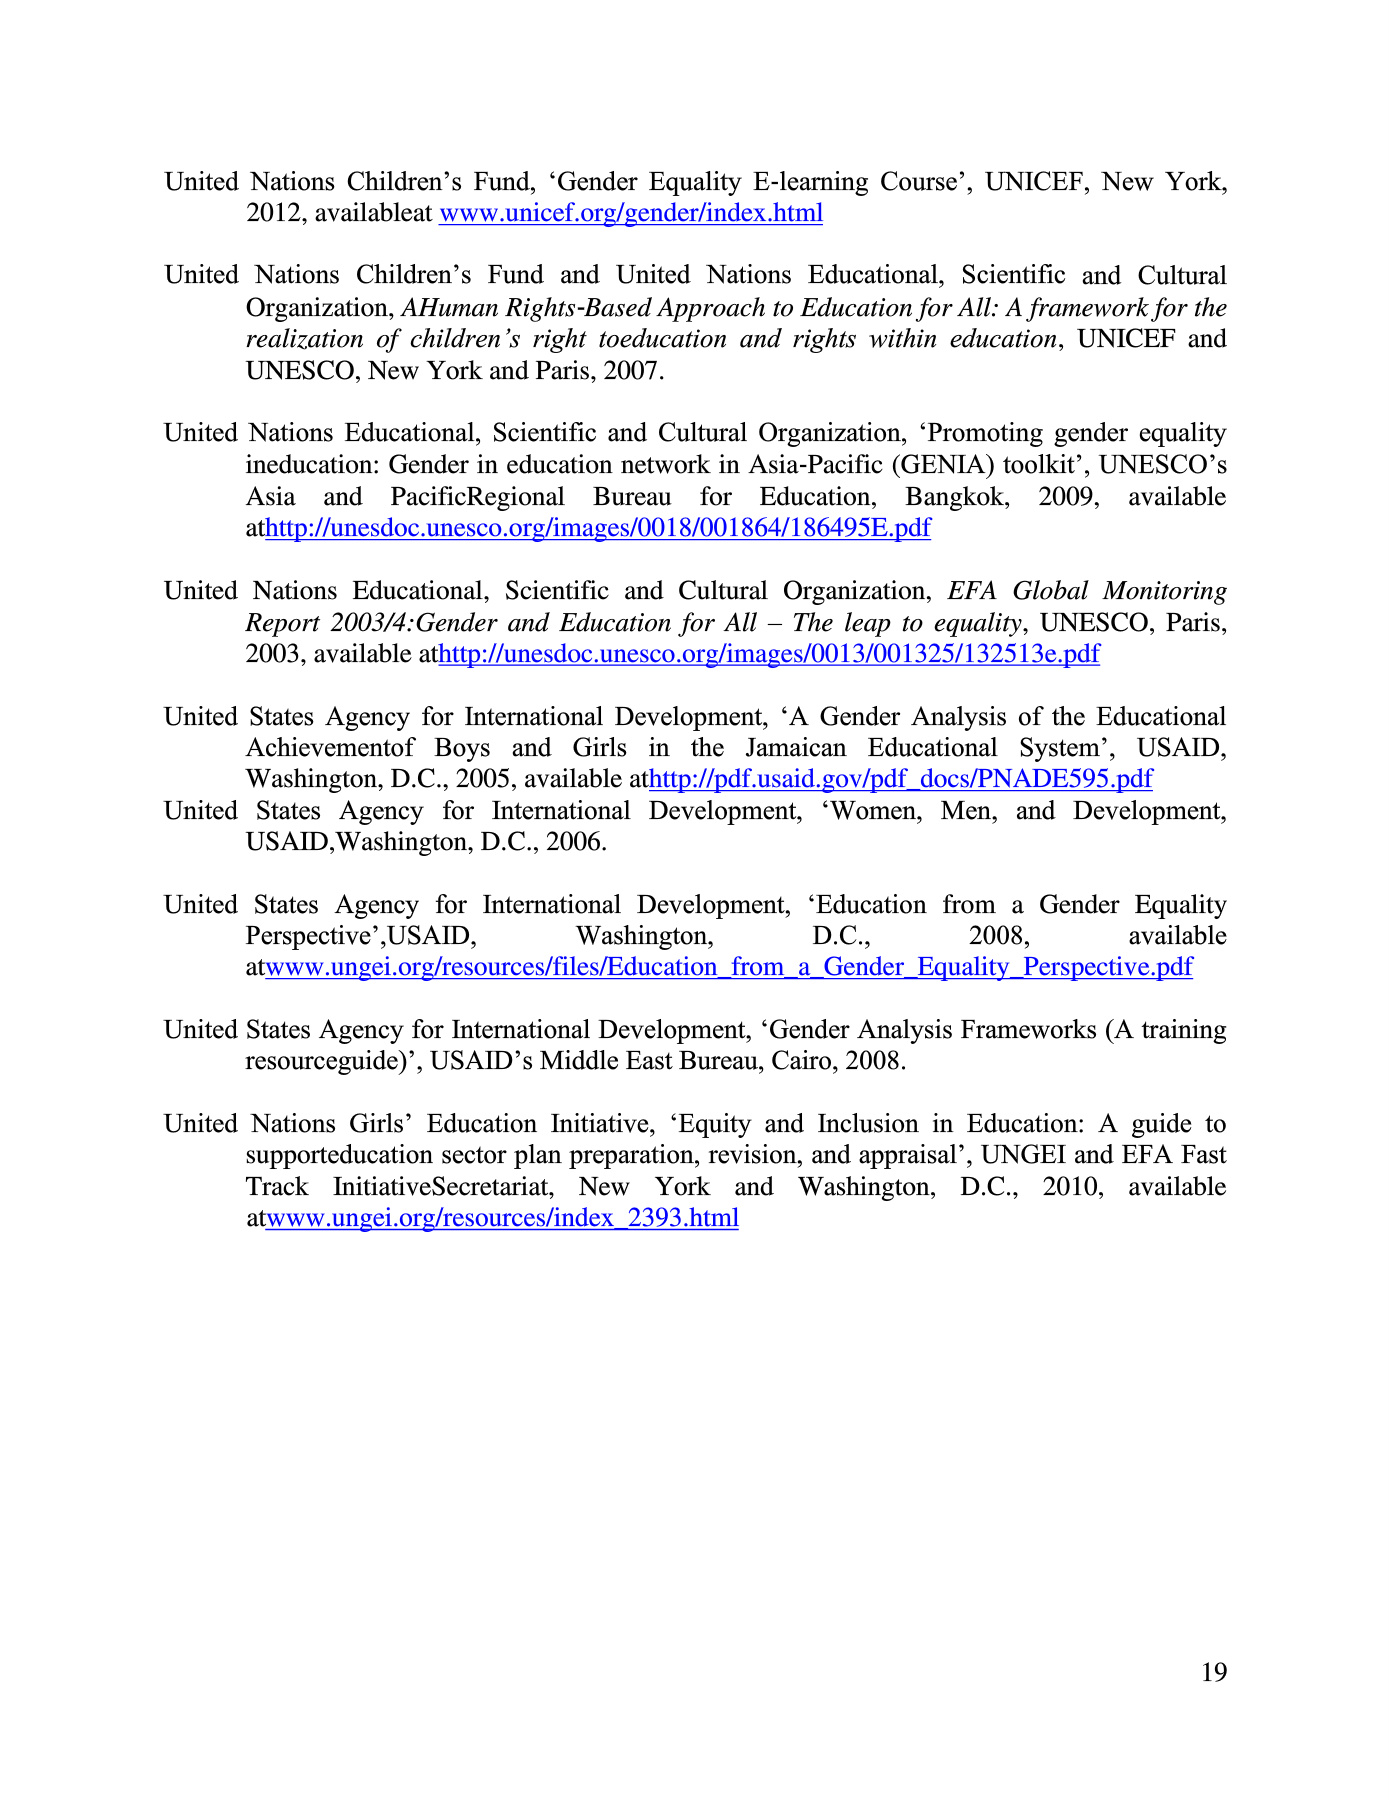 United Nations Children’s Fund, ‘Gender Equality E-learning Course’, UNICEF, New York,
2012, availableat www.unicef.org/gender/index.html
United Nations Children’s Fund and United Nations Educational, Scientific and Cultural
Organization, AHuman Rights-Based Approach to Education for All: A framework for the
realization of children’s right toeducation and rights within education, UNICEF and
UNESCO, New York and Paris, 2007.
United Nations Educational, Scientific and Cultural Organization, ‘Promoting gender equality
ineducation: Gender in education network in Asia-Pacific (GENIA) toolkit’, UNESCO’s
Asia and PacificRegional Bureau for Education, Bangkok, 2009, available
athttp://unesdoc.unesco.org/images/0018/001864/186495E.pdf
United Nations Educational, Scientific and Cultural Organization, EFA Global Monitoring
Report 2003/4:Gender and Education for All – The leap to equality, UNESCO, Paris,
2003, available athttp://unesdoc.unesco.org/images/0013/001325/132513e.pdf
United States Agency for International Development, ‘A Gender Analysis of the Educational
Achievementof Boys and Girls in the Jamaican Educational System’, USAID,
Washington, D.C., 2005, available athttp://pdf.usaid.gov/pdf_docs/PNADE595.pdf
United States Agency for International Development, ‘Women, Men, and Development,
USAID,Washington, D.C., 2006.
United States Agency for International Development, ‘Education from a Gender Equality
Perspective’,USAID, Washington, D.C., 2008, available
atwww.ungei.org/resources/files/Education_from_a_Gender_Equality_Perspective.pdf
United States Agency for International Development, ‘Gender Analysis Frameworks (A training
resourceguide)’, USAID’s Middle East Bureau, Cairo, 2008.
United Nations Girls’ Education Initiative, ‘Equity and Inclusion in Education: A guide to
supporteducation sector plan preparation, revision, and appraisal’, UNGEI and EFA Fast
Track InitiativeSecretariat, New York and Washington, D.C., 2010, available
atwww.ungei.org/resources/index_2393.html
19